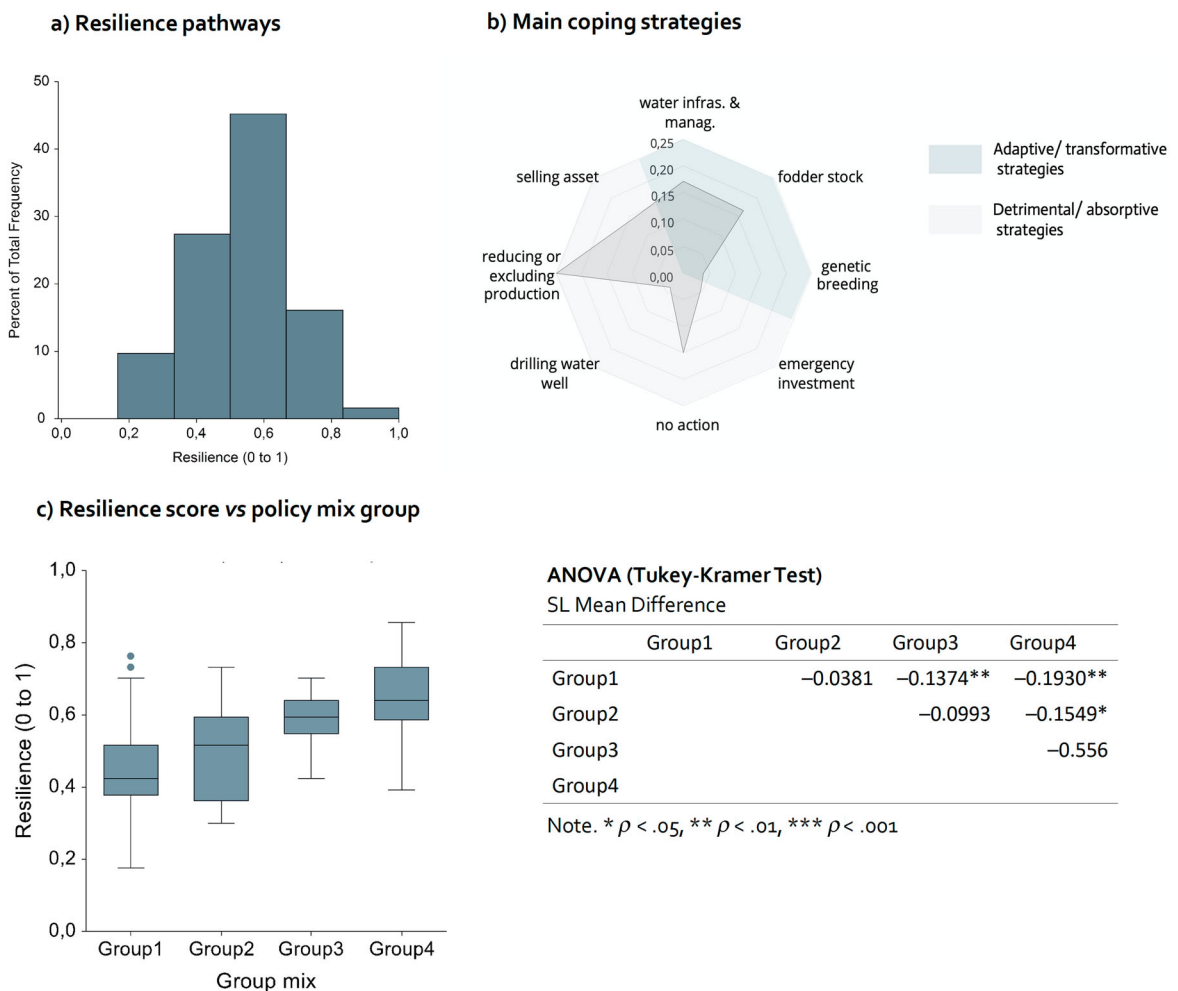 a) Resilience pathways
50
40
30
20
10
0
Percent of Total Frequency
0,0 0,2 0,4 0,6 0,8 1,0
Resilience (0 to 1)
b) Main coping strategies
water infras. &
manag.
0,25
0,20
0,15
0,10
0,05
0,00
fodder stock
genetic
breeding
emergency
investment
no action
drilling water
well
reducing or
excluding
production
selling asset
Adaptive/ transformative
strategies
Detrimental/ absorptive
strategies
c) Resilience score vs policy mix group
1,0
0,8
0,6
0,4
0,2
0,0
Resilience (0 to 1)
Group1 Group2 Group3 Group4
Group mix
ANOVA (Tukey-Kramer Test)
SL Mean Difference
Group1 Group2 Group3 Group4
Group1 −0.0381 −0.1374** −0.1930**
Group2 −0.0993 −0.1549*
Group3 −0.556
Group4
Note. * ρ < .05, ** ρ < .01, *** ρ < .001